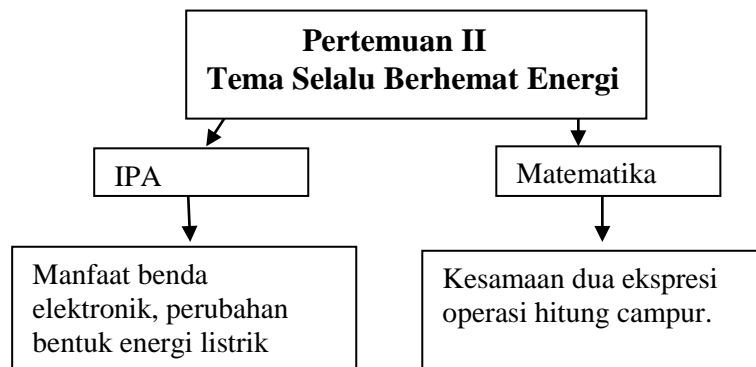 Pertemuan II
Tema Selalu Berhemat Energi
IPA
Matematika
Manfaat benda
elektronik, perubahan
bentuk energi listrik
Kesamaan dua ekspresi
operasi hitung campur.